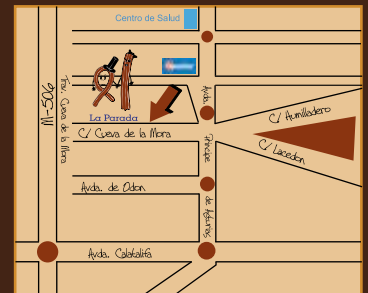 Centro de Salud
M-506
Trav. Cueva de la Mora
La Parada
Avda.
Príncipe
de Asturias
C/ Cueva de la Mora
C/ Humilladero
C/ Lacedon
Avda. de Odon
Avda. Calatalifa